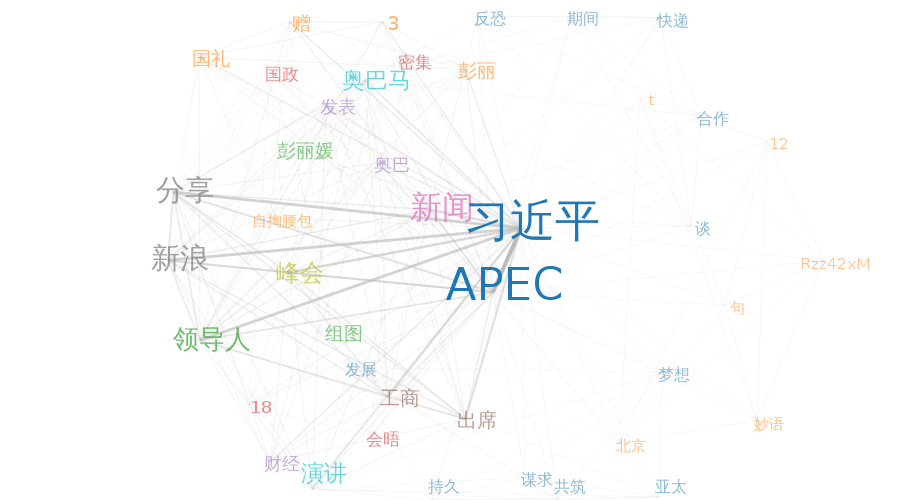 反恐
期间
快递
赠
3
国礼
密集
彭丽
国政
奥巴马
t
发表
合作
12
彭丽媛
奥巴
分享
新闻
习近平
自掏腰包
谈
新浪
Rzz42xM
峰会
APEC
句
组图
领导人
发展
梦想
工商
18
出席
妙语
会晤
北京
财经
演讲
谋求
持久
共筑
亚太